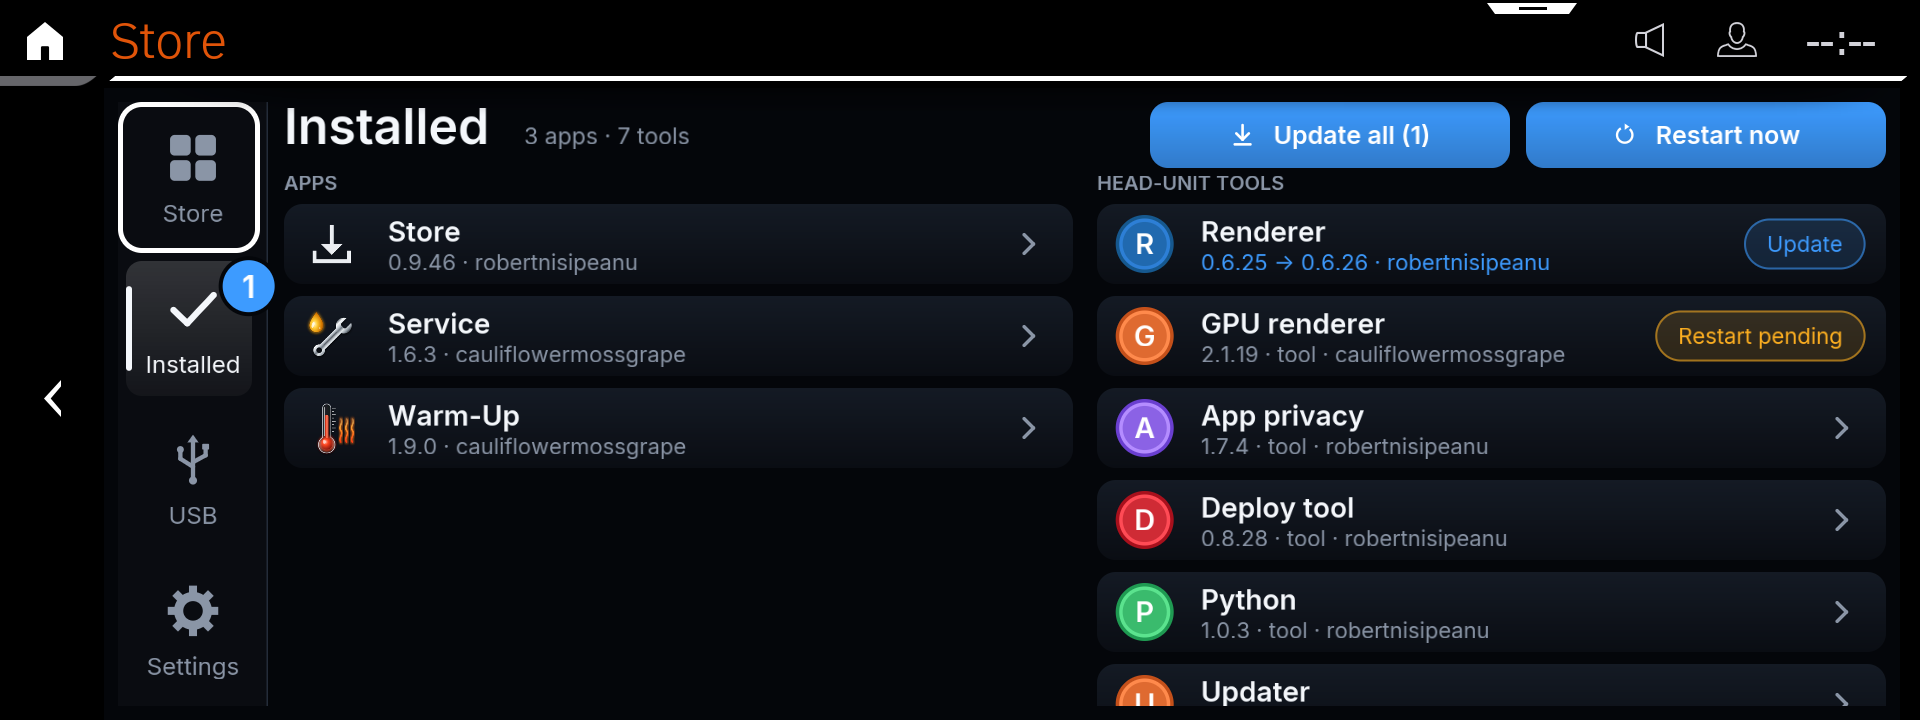 Store
--:--
Store
1
Installed
USB
Settings
Installed
3 apps · 7 tools
Update all (1)
Restart now
APPS
Store
0.9.46 · robertnisipeanu
Service
1.6.3 · cauliflowermossgrape
Warm-Up
1.9.0 · cauliflowermossgrape
HEAD-UNIT TOOLS
R
Renderer
0.6.25 → 0.6.26 · robertnisipeanu
Update
G
GPU renderer
2.1.19 · tool · cauliflowermossgrape
Restart pending
A
App privacy
1.7.4 · tool · robertnisipeanu
D
Deploy tool
0.8.28 · tool · robertnisipeanu
P
Python
1.0.3 · tool · robertnisipeanu
U
Updater